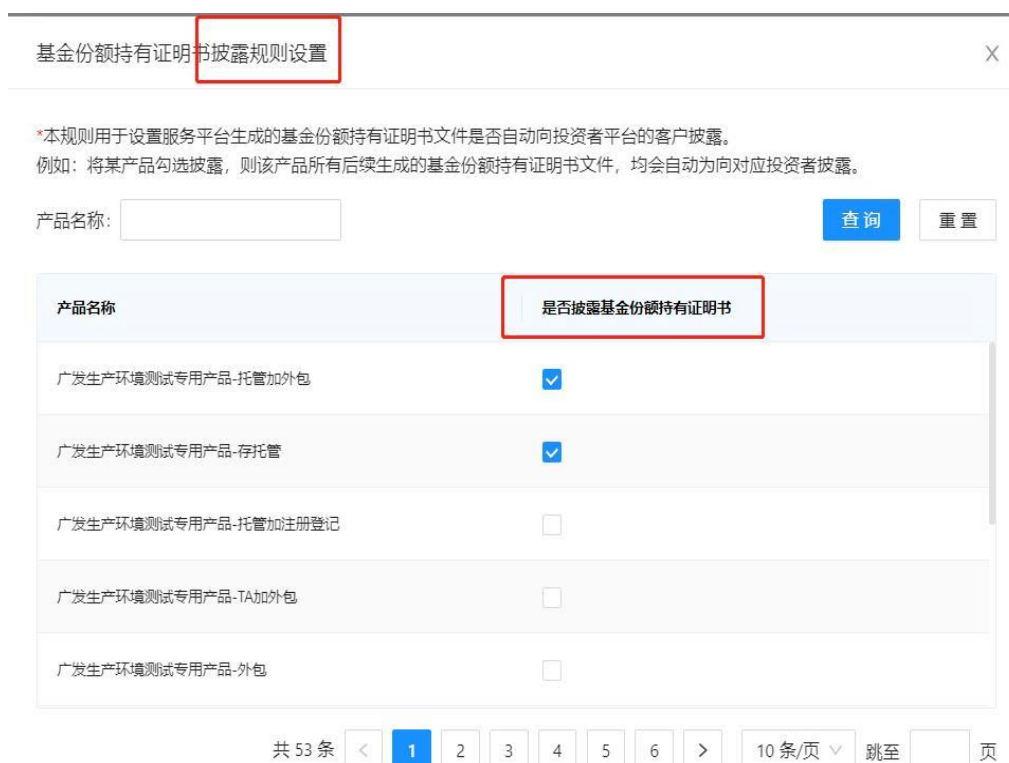 基金份额持有证明书披露规则设置
X
*本规则用于设置服务平台生成的基金份额持有证明书文件是否自动向投资者平台的客户披露。
例如：将某产品勾选披露，则该产品所有后续生成的基金份额持有证明书文件，均会自动为向对应投资者披露。
产品名称： 查询 重置
产品名称 是否披露基金份额持有证明书
广发生产环境测试专用产品-托管加外包
广发生产环境测试专用产品-存托管
广发生产环境测试专用产品-托管加注册登记
广发生产环境测试专用产品-TA加外包
广发生产环境测试专用产品-外包
共 53 条 < 1 2 3 4 5 6 > 10 条/页 跳至 页